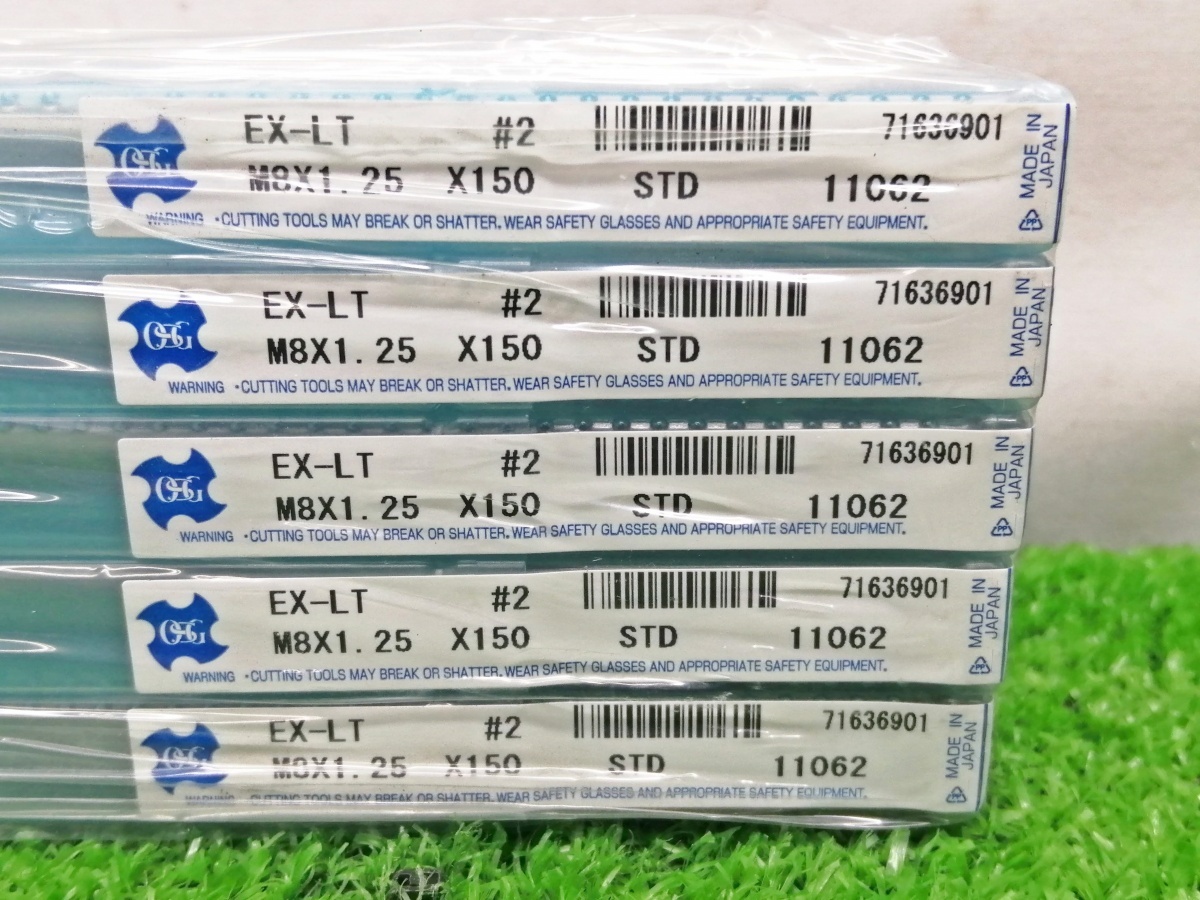 OSG EX-LT #2 71636901 MADE IN JAPAN
M8X1.25 X150 STD 11062
WARNING •CUTTING TOOLS MAY BREAK OR SHATTER. WEAR SAFETY GLASSES AND APPROPRIATE SAFETY EQUIPMENT. PP
OSG EX-LT #2 71636901 MADE IN JAPAN
M8X1.25 X150 STD 11062
WARNING •CUTTING TOOLS MAY BREAK OR SHATTER. WEAR SAFETY GLASSES AND APPROPRIATE SAFETY EQUIPMENT. PP
OSG EX-LT #2 71636901 MADE IN JAPAN
M8X1.25 X150 STD 11062
WARNING •CUTTING TOOLS MAY BREAK OR SHATTER. WEAR SAFETY GLASSES AND APPROPRIATE SAFETY EQUIPMENT. PP
OSG EX-LT #2 71636901 MADE IN JAPAN
M8X1.25 X150 STD 11062
WARNING •CUTTING TOOLS MAY BREAK OR SHATTER. WEAR SAFETY GLASSES AND APPROPRIATE SAFETY EQUIPMENT. PP
OSG EX-LT #2 71636901 MADE IN JAPAN
M8X1.25 X150 STD 11062
WARNING •CUTTING TOOLS MAY BREAK OR SHATTER. WEAR SAFETY GLASSES AND APPROPRIATE SAFETY EQUIPMENT. PP